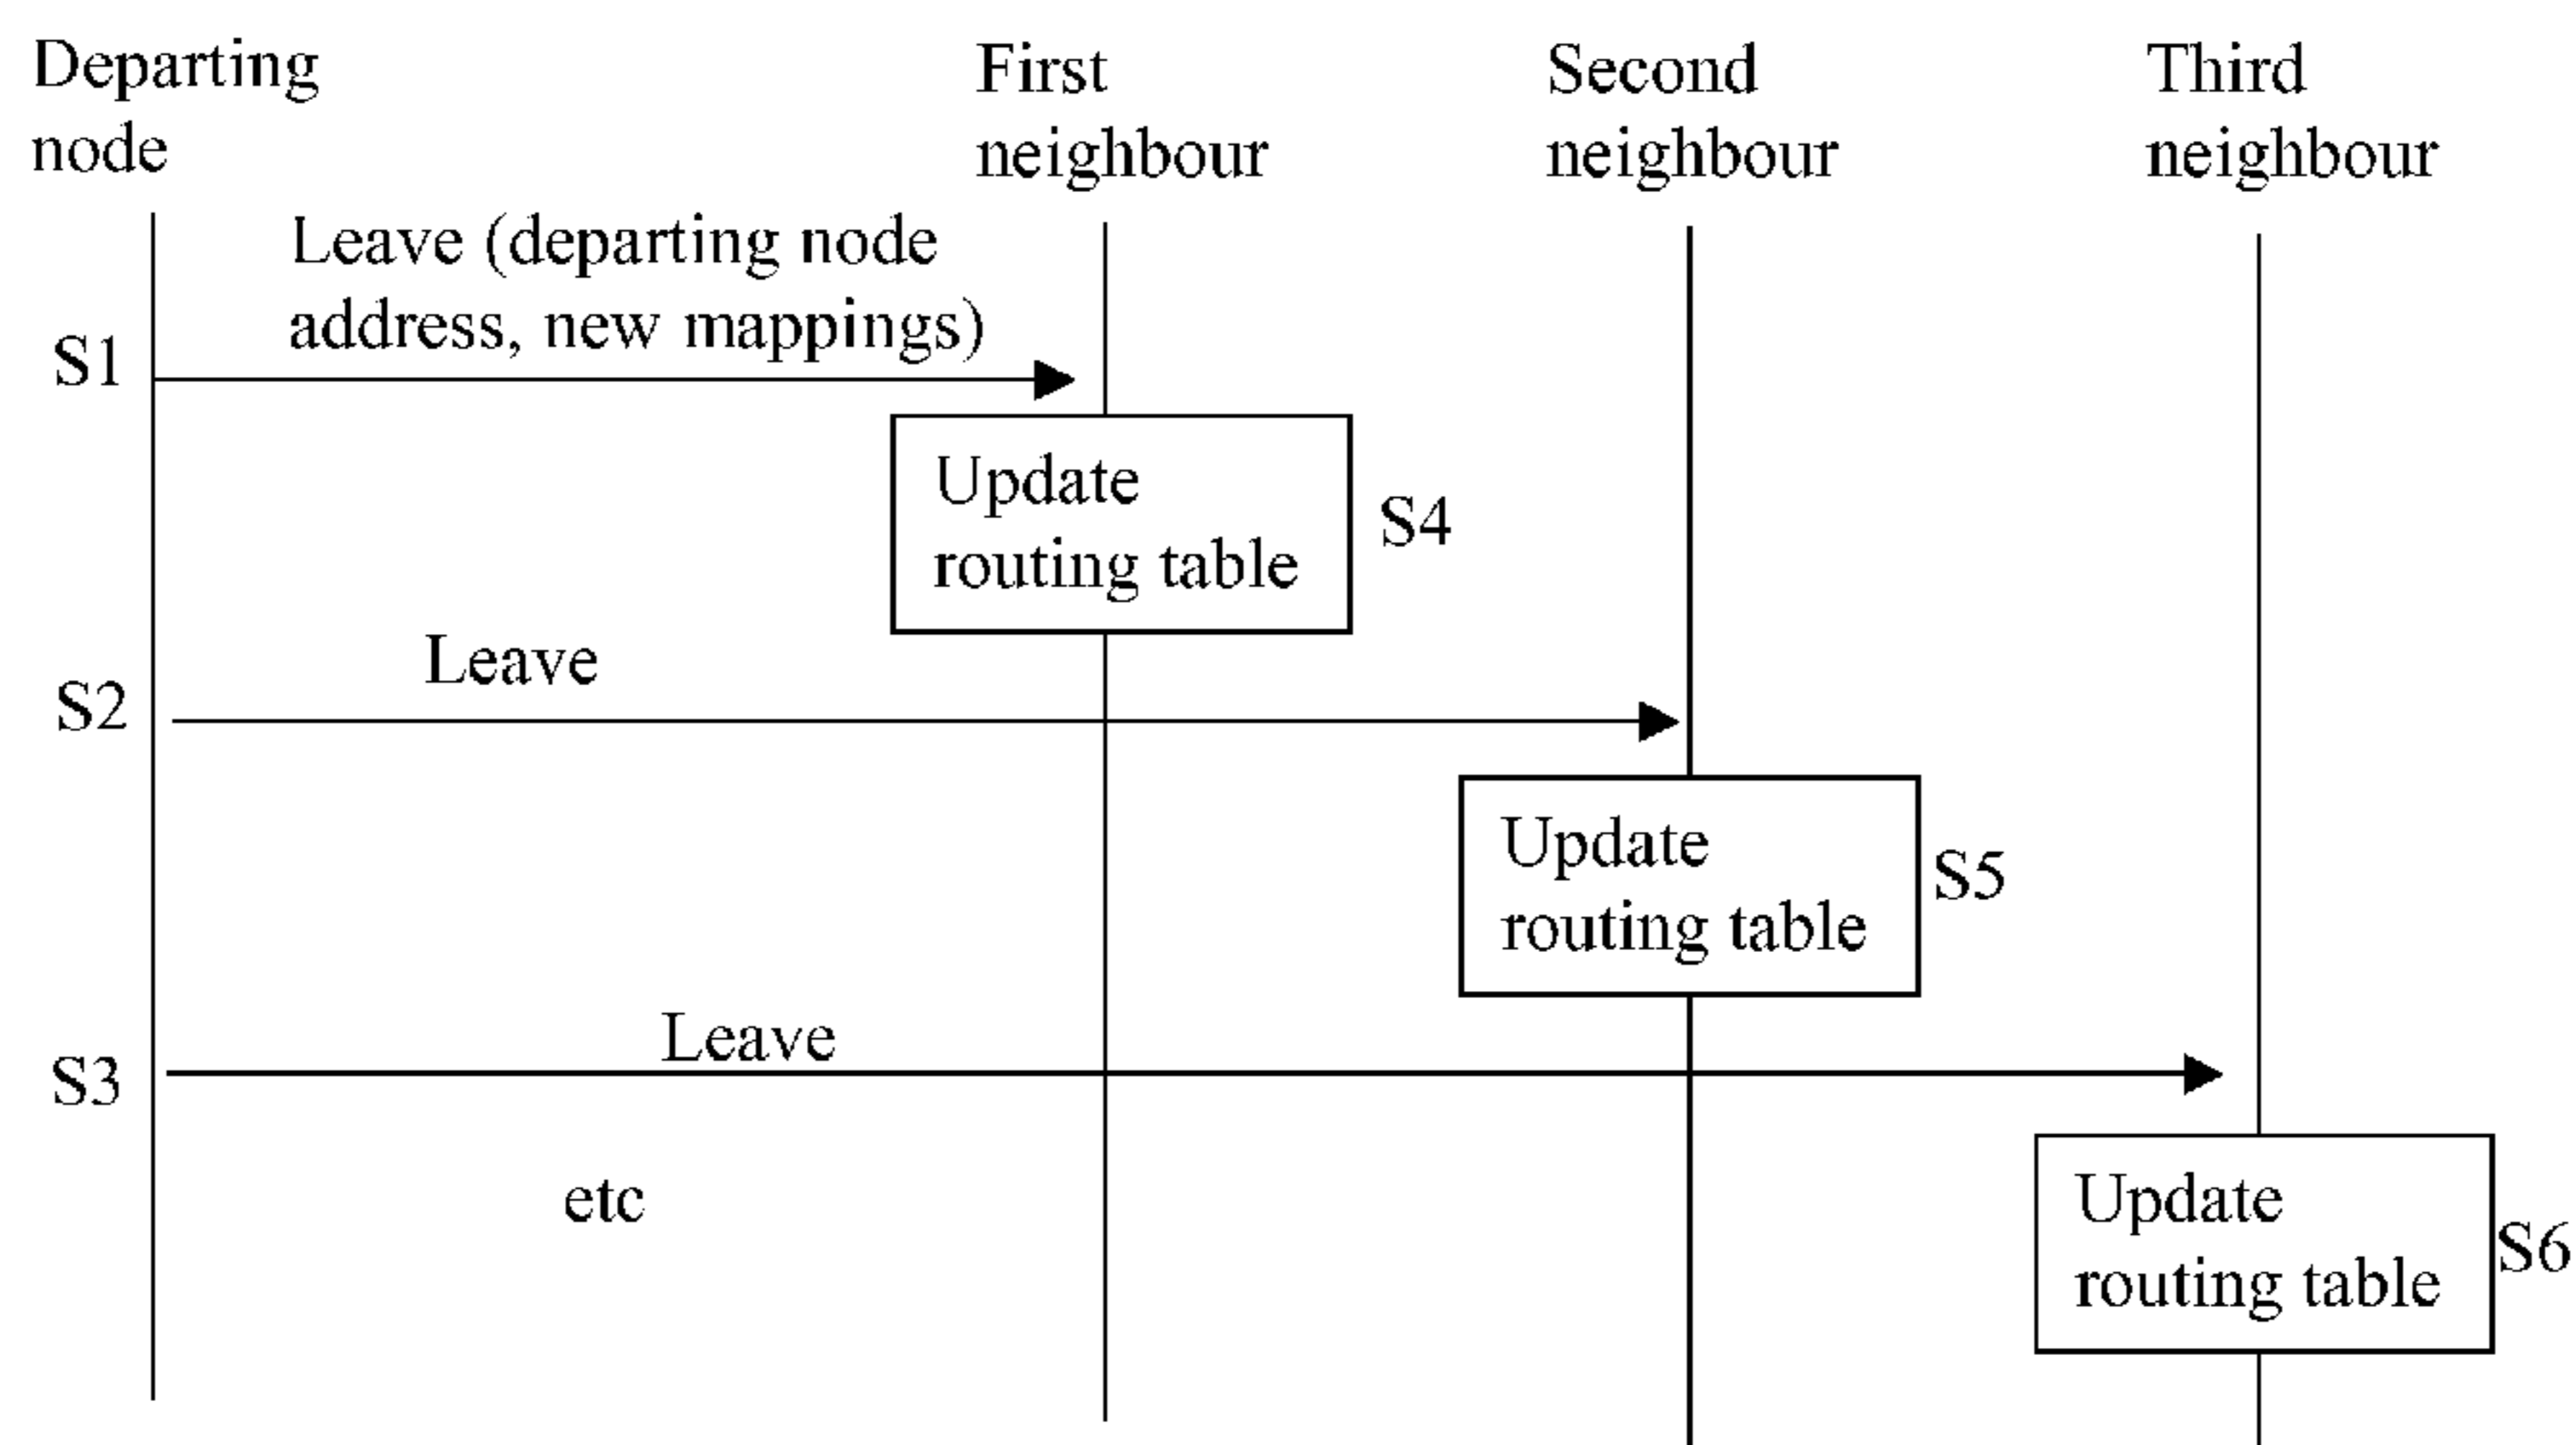 Departing
node
First
neighbour
Second
neighbour
Third
neighbour
Leave (departing node
address, new mappings)
S1
Update
routing table
S4
Leave
S2
Update
routing table
S5
Leave
S3
etc
Update
routing table
S6